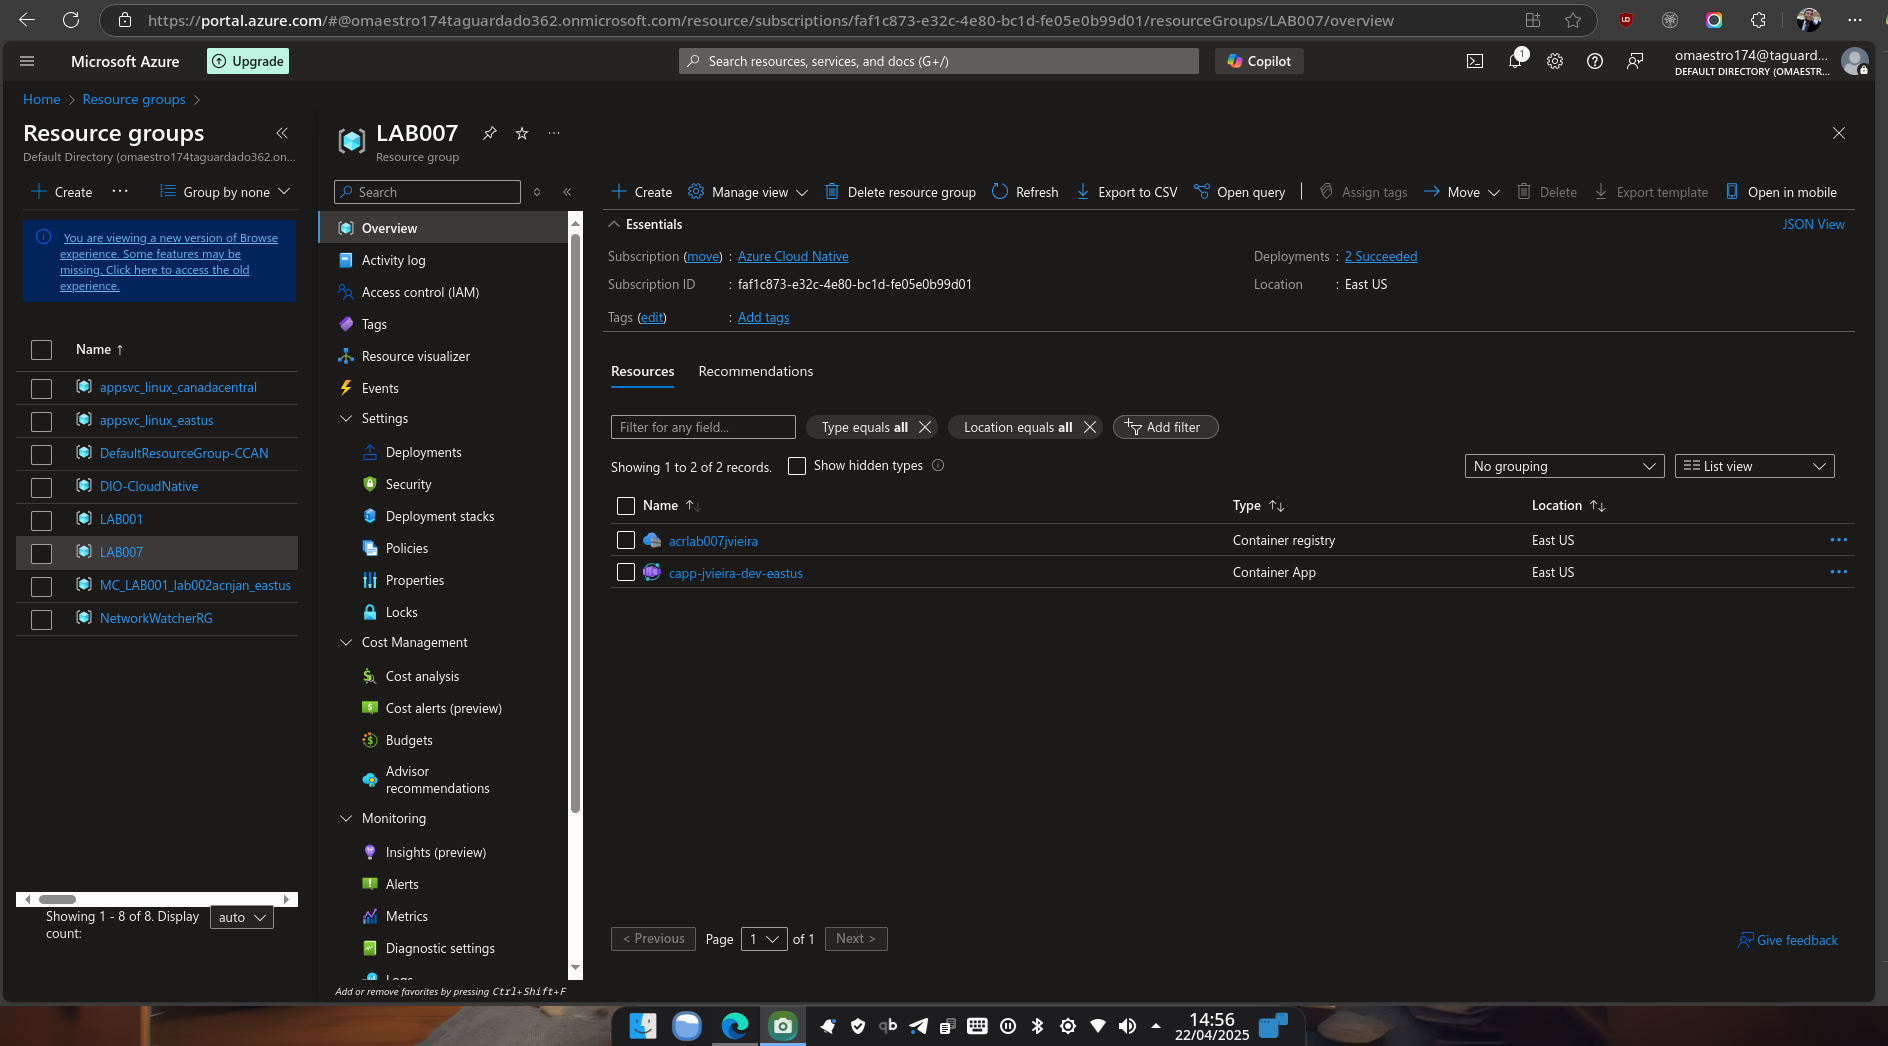 https://portal.azure.com/#@omaestro174taguardado362.onmicrosoft.com/resource/subscriptions/faf1c873-e32c-4e80-bc1d-fe05e0b99d01/resourceGroups/LAB007/overview
Microsoft Azure
Upgrade
Search resources, services, and docs (G+/)
Copilot
1
omaestro174@taguard...
DEFAULT DIRECTORY (OMAESTR...
Home > Resource groups >
Resource groups
Default Directory (omaestro174taguardado362.on...
Create
Group by none
You are viewing a new version of Browse
experience. Some features may be
missing. Click here to access the old
experience.
Name ↑
appsvc_linux_canadacentral
appsvc_linux_eastus
DefaultResourceGroup-CCAN
DIO-CloudNative
LAB001
LAB007
MC_LAB001_lab002acnjan_eastus
NetworkWatcherRG
Showing 1 - 8 of 8. Display
count:
auto
LAB007
Resource group
Search
Overview
Activity log
Access control (IAM)
Tags
Resource visualizer
Events
Settings
Deployments
Security
Deployment stacks
Policies
Properties
Locks
Cost Management
Cost analysis
Cost alerts (preview)
Budgets
Advisor
recommendations
Monitoring
Insights (preview)
Alerts
Metrics
Diagnostic settings
Logs
Add or remove favorites by pressing Ctrl+Shift+F
Create
Manage view
Delete resource group
Refresh
Export to CSV
Open query
Assign tags
Move
Delete
Export template
Open in mobile
Essentials
JSON View
Subscription (move) : Azure Cloud Native
Deployments : 2 Succeeded
Subscription ID : faf1c873-e32c-4e80-bc1d-fe05e0b99d01
Location : East US
Tags (edit) : Add tags
Resources
Recommendations
Filter for any field...
Type equals all
Location equals all
Add filter
Showing 1 to 2 of 2 records.
Show hidden types
No grouping
List view
Name ↑↓
Type ↑↓
Location ↑↓
acrlab007jvieira
Container registry
East US
capp-jvieira-dev-eastus
Container App
East US
< Previous
Page
1
of 1
Next >
Give feedback
qb
14:56
22/04/2025